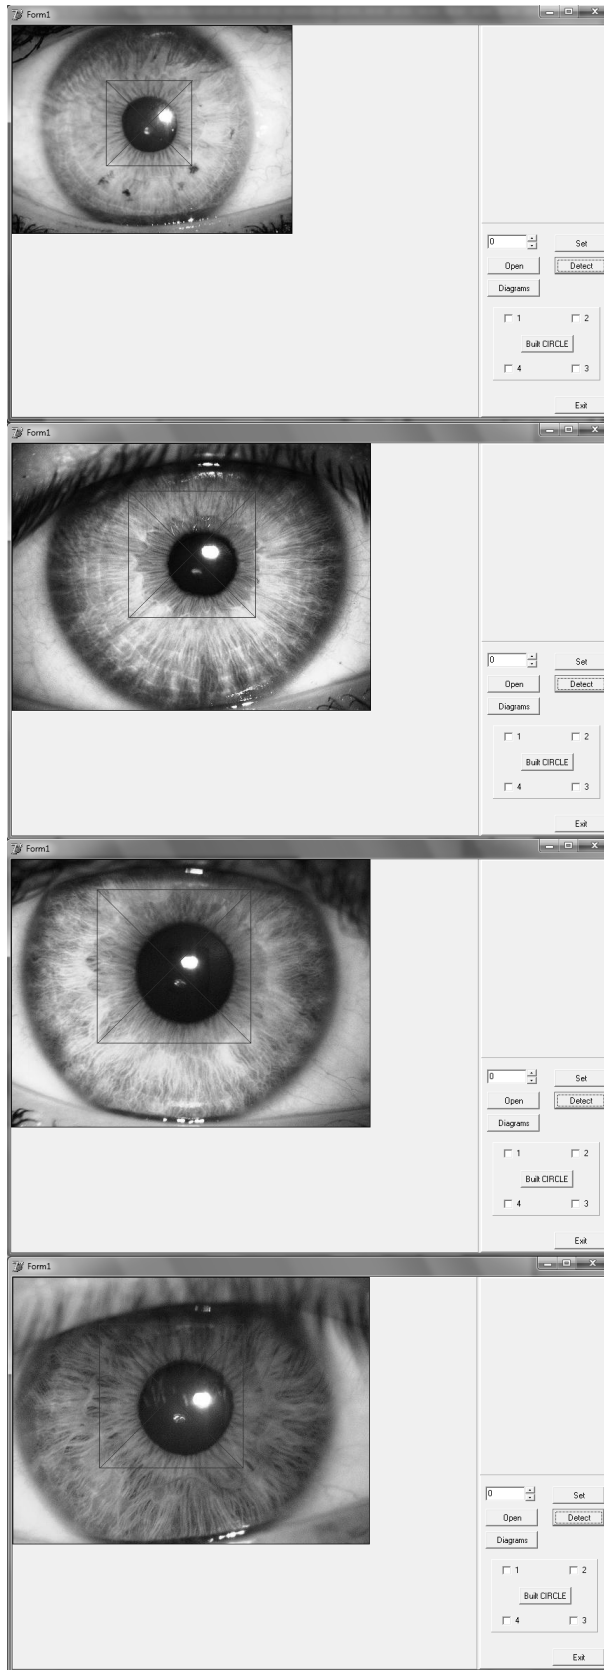 Form1
0
Set
Open
Detect
Diagrams
1
2
Built CIRCLE
4
3
Exit
Form1
0
Set
Open
Detect
Diagrams
1
2
Built CIRCLE
4
3
Exit
Form1
0
Set
Open
Detect
Diagrams
1
2
Built CIRCLE
4
3
Exit
Form1
0
Set
Open
Detect
Diagrams
1
2
Built CIRCLE
4
3
Exit